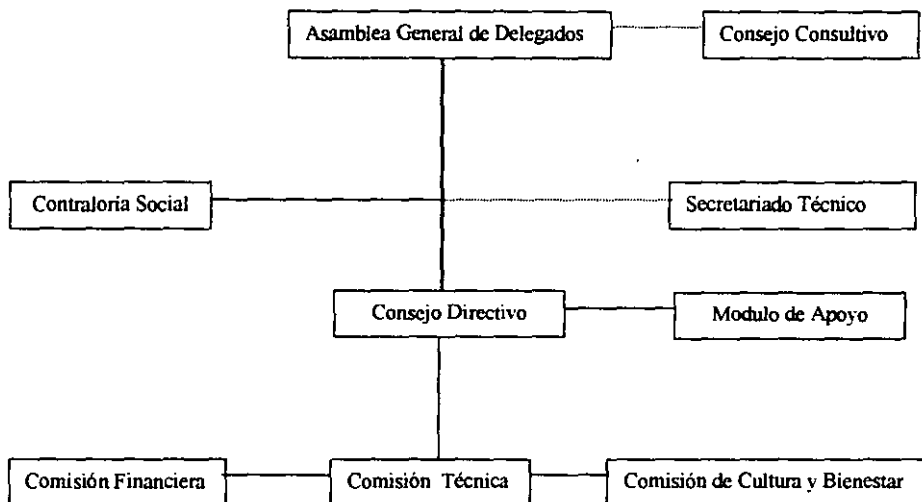 Asamblea General de Delegados
Consejo Consultivo
Contraloría Social
Secretariado Técnico
Consejo Directivo
Modulo de Apoyo
Comisión Financiera
Comisión Técnica
Comisión de Cultura y Bienestar